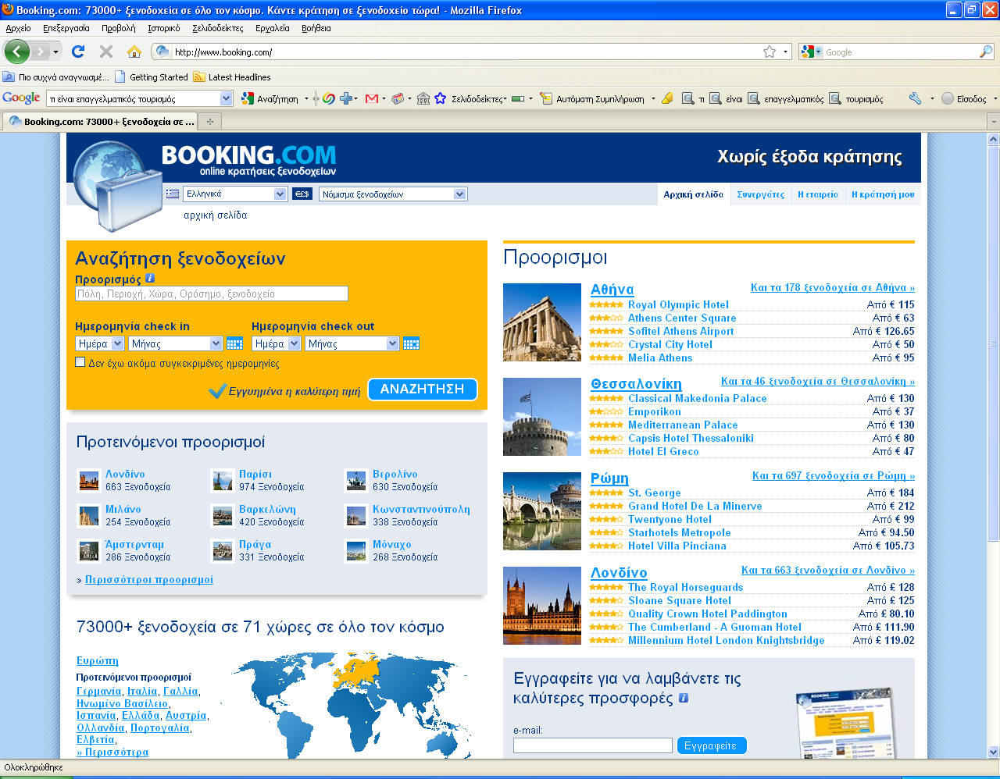 Booking.com: 73000+ ξενοδοχεία σε όλο τον κόσμο. Κάντε κράτηση σε ξενοδοχείο τώρα! - Mozilla Firefox
Αρχείο Επεξεργασία Προβολή Ιστορικό Σελιδοδείκτες Εργαλεία Βοήθεια
http://www.booking.com/ Google
Πιο συχνά αναγνωσμέ... Getting Started Latest Headlines
Google τι είναι επαγγελματικός τουρισμός Αναζήτηση Σελιδοδείκτες Αυτόματη Συμπλήρωση τι είναι επαγγελματικός τουρισμός Είσοδος
Booking.com: 73000+ ξενοδοχεία σε ...
BOOKING.COM
online κρατήσεις ξενοδοχείων
Χωρίς έξοδα κράτησης
Ελληνικά €£$ Νόμισμα ξενοδοχείων
Αρχική σελίδα Συνεργάτες Η εταιρεία Η κράτησή μου
αρχική σελίδα
Αναζήτηση ξενοδοχείων
Προορισμός
Πόλη, Περιοχή, Χώρα, Ορόσημο, ξενοδοχείο
Ημερομηνία check in Ημερομηνία check out
Ημέρα Μήνας Ημέρα Μήνας
Δεν έχω ακόμα συγκεκριμένες ημερομηνίες
Εγγυημένα η καλύτερη τιμή ΑΝΑΖΗΤΗΣΗ
Προτεινόμενοι προορισμοί
Λονδίνο Παρίσι Βερολίνο
663 Ξενοδοχεία 974 Ξενοδοχεία 630 Ξενοδοχεία
Μιλάνο Βαρκελώνη Κωνσταντινούπολη
254 Ξενοδοχεία 420 Ξενοδοχεία 338 Ξενοδοχεία
Άμστερνταμ Πράγα Μόναχο
286 Ξενοδοχεία 331 Ξενοδοχεία 268 Ξενοδοχεία
» Περισσότεροι προορισμοί
73000+ ξενοδοχεία σε 71 χώρες σε όλο τον κόσμο
Ευρώπη
Προτεινόμενοι προορισμοί
Γερμανία, Ιταλία, Γαλλία,
Ηνωμένο Βασίλειο,
Ισπανία, Ελλάδα, Αυστρία,
Ολλανδία, Πορτογαλία,
Ελβετία,
» Περισσότερα
Προορισμοι
Αθήνα Και τα 178 ξενοδοχεία σε Αθήνα »
Royal Olympic Hotel Από € 115
Athens Center Square Από € 63
Sofitel Athens Airport Από € 126.65
Crystal City Hotel Από € 50
Melia Athens Από € 95
Θεσσαλονίκη Και τα 46 ξενοδοχεία σε Θεσσαλονίκη »
Classical Makedonia Palace Από € 130
Emporikon Από € 37
Mediterranean Palace Από € 130
Capsis Hotel Thessaloniki Από € 80
Hotel El Greco Από € 47
Ρώμη Και τα 697 ξενοδοχεία σε Ρώμη »
St. George Από € 184
Grand Hotel De La Minerve Από € 212
Twentyone Hotel Από € 99
Starhotels Metropole Από € 94.50
Hotel Villa Pinciana Από € 105.73
Λονδίνο Και τα 663 ξενοδοχεία σε Λονδίνο »
The Royal Horseguards Από £ 128
Sloane Square Hotel Από £ 125
Quality Crown Hotel Paddington Από £ 80.10
The Cumberland - A Guoman Hotel Από £ 111.90
Millennium Hotel London Knightsbridge Από £ 119.02
Εγγραφείτε για να λαμβάνετε τις
καλύτερες προσφορές
e-mail:
Εγγραφείτε
BOOKING.COM
Ολοκληρώθηκε